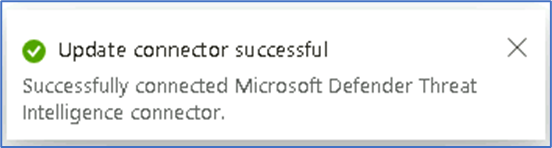 Update connector successful
Successfully connected Microsoft Defender Threat
Intelligence connector.